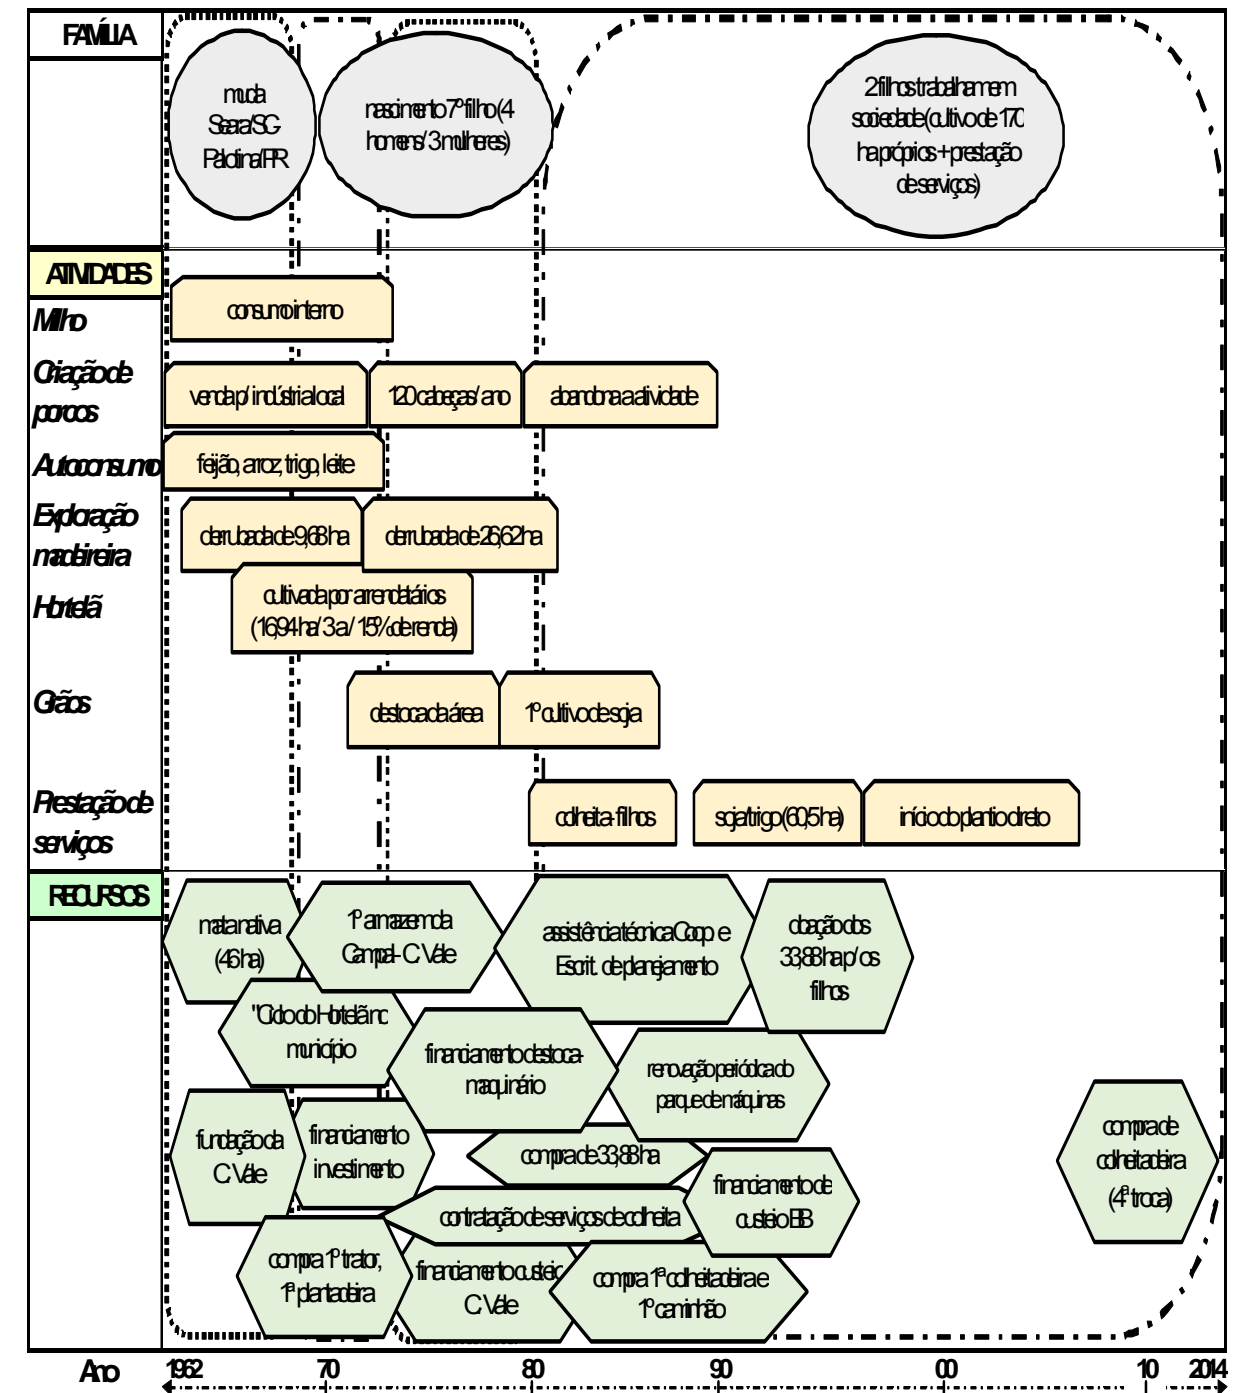 FAMÍLIA
muda
Seara/SC-
Palotina/PR
nascimento 7º filho (4
homens/ 3 mulheres)
2 filhos trabalham em
sociedade (cultivo de 170
ha próprios + prestação
de serviços)
ATIVIDADES
Milho
consumo interno
Criação de
porcos
venda p/ indústria local
120 cabeças/ ano
abandona a atividade
Autoconsumo
feijão, arroz, trigo, leite
Exploração
madeireira
derrubada de 9,68 ha
derrubada de 26,62 ha
Hortelã
cultivada por arrendatários
(16,94 ha/ 3 a / 15% de renda)
Grãos
destoca da área
1º cultivo de soja
Prestação de
serviços
colheita- filhos
soja/trigo (60,5 ha)
início do plantio direto
RECURSOS
mata nativa
(46 ha)
1º armazem da
Campal- C. Vale
assistência técnica Coop. e
Escrit. de planejamento
doação dos
33,88 ha p/ os
filhos
"Ciclo do Hortelã no
município
financiamento destoca-
maquinário
renovação periódica do
parque de máquinas
fundação da
C. Vale
financiamento
investimento
compra de 33,88 ha
financiamento de
custeio BB
compra de
colheitadeira
(4ª troca)
contratação de serviços de colheita
compra 1º trator,
1ª plantadeira
financiamento custeio
C. Vale
compra 1ª colheitadeira e
1º caminhão
Ano 1962 70 80 90 00 10 2014